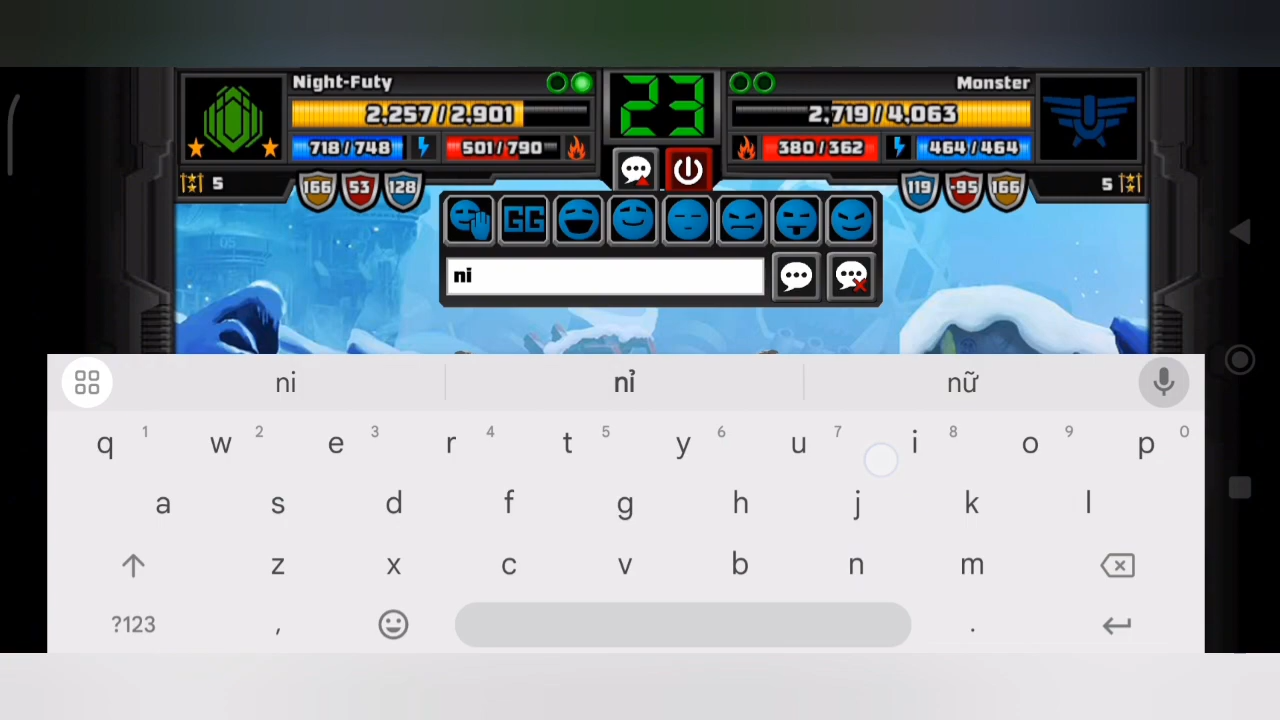 Night-Futy
23
Monster
2,257/2,901
2,719/4,063
718/748
501/790
380/362
464/464
5
166
53
128
119
-95
166
5
GG
ni
ni
nỉ
nữ
q 1 w 2 e 3 r 4 t 5 y 6 u 7 i 8 o 9 p 0
a s d f g h j k l
z x c v b n m
?123 , .